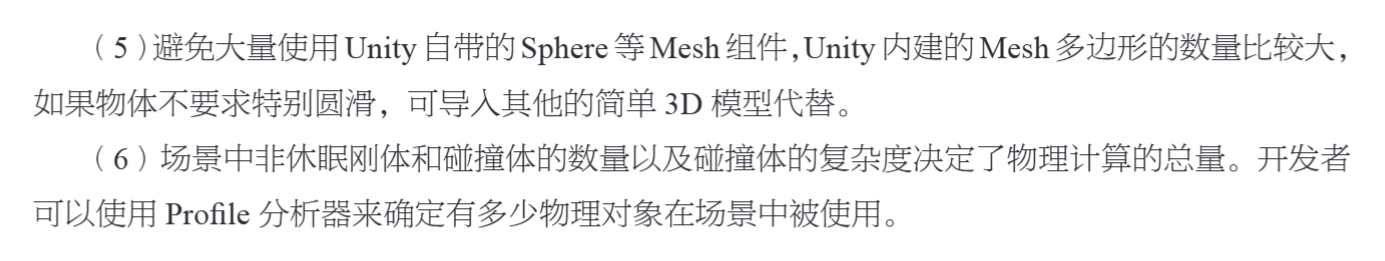 （5）避免大量使用 Unity 自带的 Sphere 等 Mesh 组件,Unity 内建的 Mesh 多边形的数量比较大，
如果物体不要求特别圆滑，可导入其他的简单 3D 模型代替。
（6）场景中非休眠刚体和碰撞体的数量以及碰撞体的复杂度决定了物理计算的总量。开发者
可以使用 Profile 分析器来确定有多少物理对象在场景中被使用。